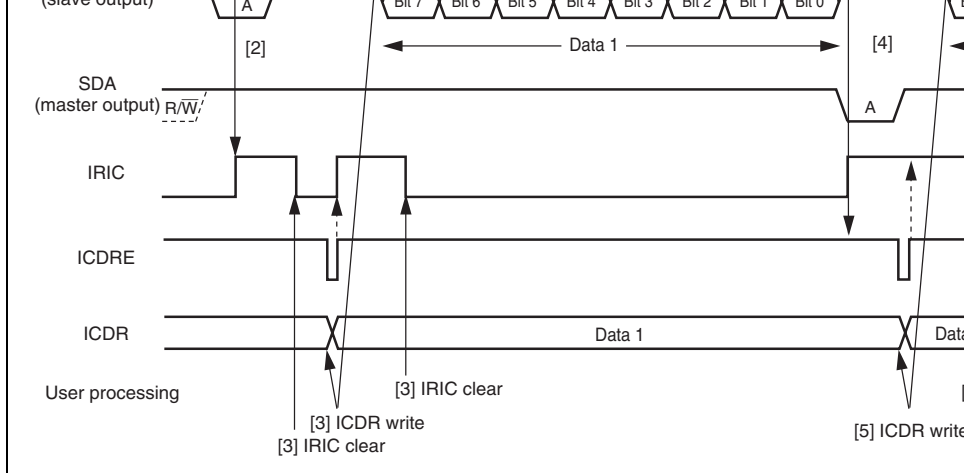 (slave output)
A
Bit 7 Bit 6 Bit 5 Bit 4 Bit 3 Bit 2 Bit 1 Bit 0
[2]
Data 1
[4]
SDA
(master output)
R/W̅
A
IRIC
ICDRE
ICDR
Data 1
User processing
[3] IRIC clear
[3] ICDR write
[5] ICDR write
[3] IRIC clear